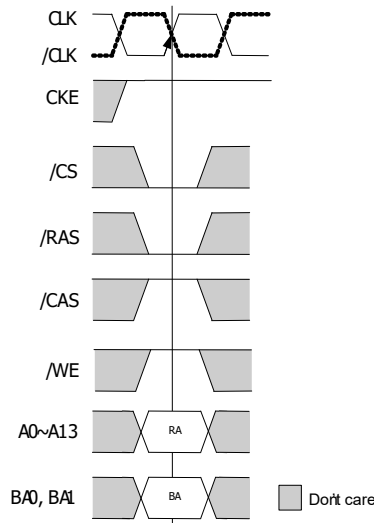 CLK
/CLK
CKE
/CS
/RAS
/CAS
/WE
A0~A13
RA
BA0, BA1
BA
Don't care